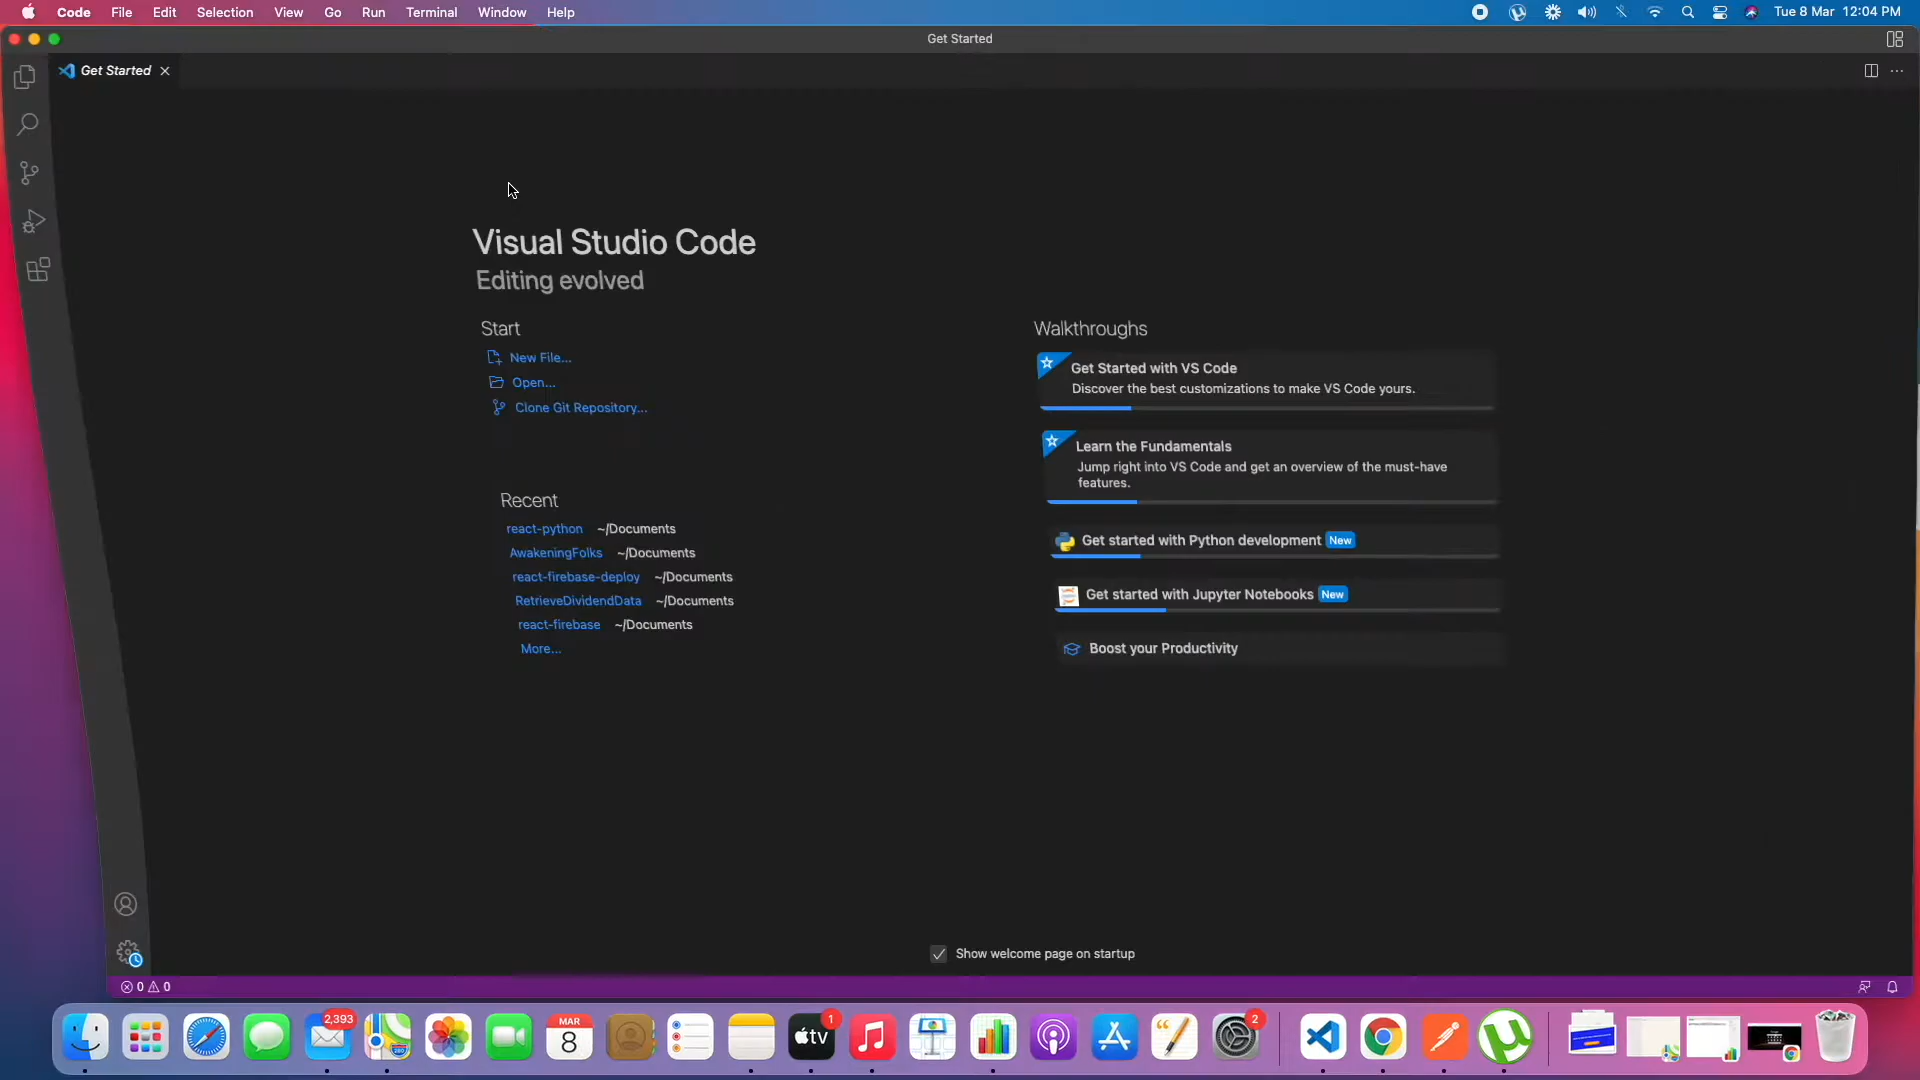 Code File Edit Selection View Go Run Terminal Window Help Tue 8 Mar 12:04 PM
Get Started
Get Started
Visual Studio Code
Editing evolved
Start
New File...
Open...
Clone Git Repository...
Recent
react-python ~/Documents
AwakeningFolks ~/Documents
react-firebase-deploy ~/Documents
RetrieveDividendData ~/Documents
react-firebase ~/Documents
More...
Walkthroughs
Get Started with VS Code
Discover the best customizations to make VS Code yours.
Learn the Fundamentals
Jump right into VS Code and get an overview of the must-have
features.
Get started with Python development New
Get started with Jupyter Notebooks New
Boost your Productivity
Show welcome page on startup
0 0
2,393
280
MAR
8
tv
1
2